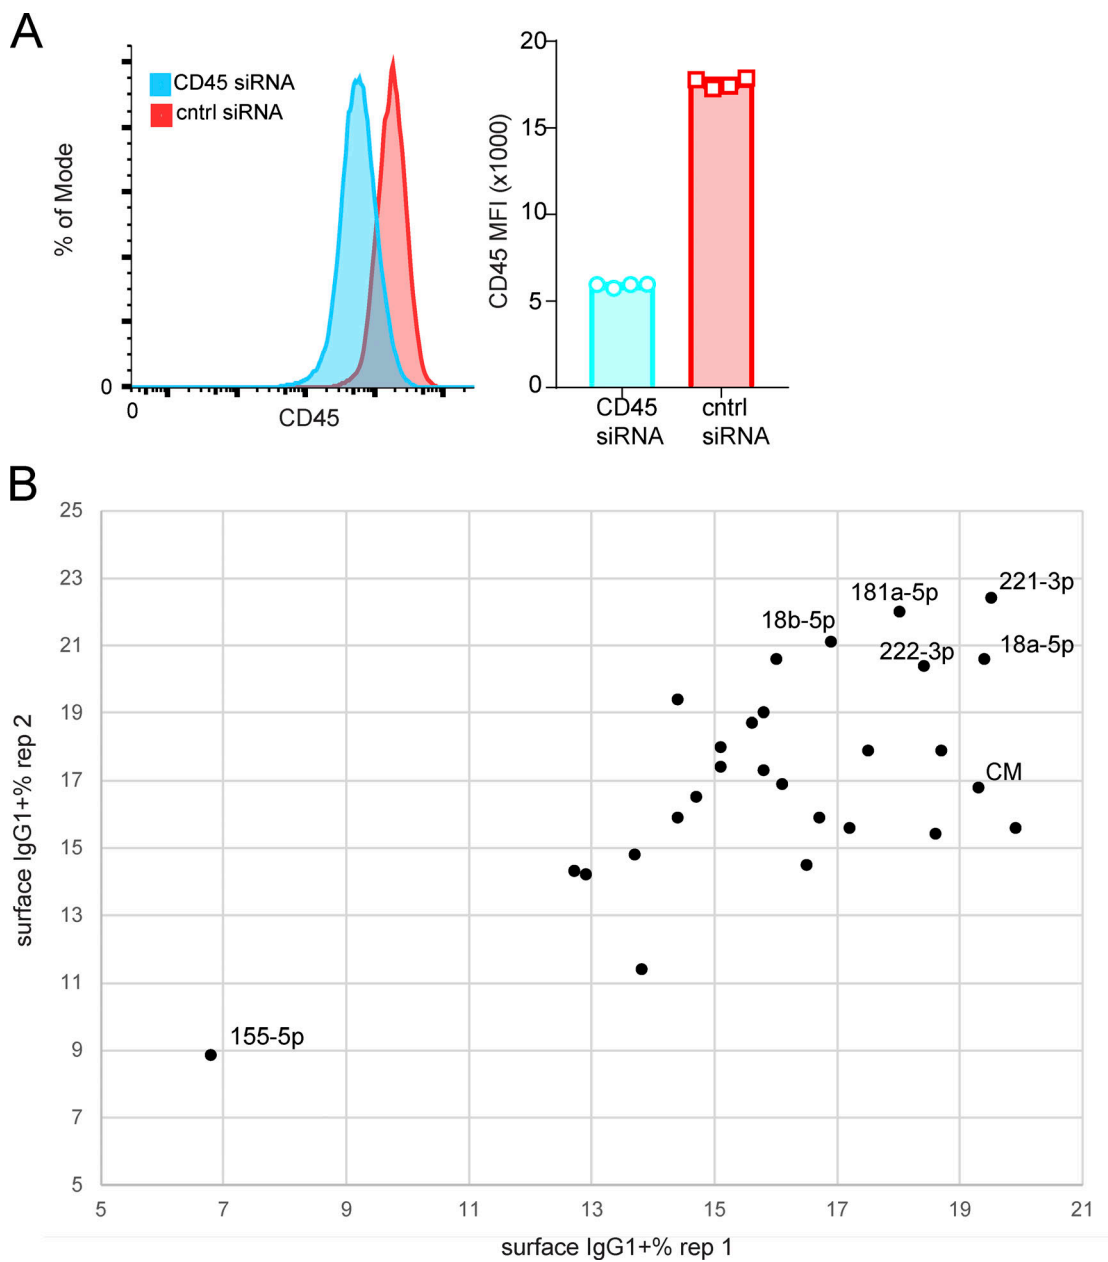 A
CD45 siRNA
cntrl siRNA
% of Mode
0
0
CD45
20
15
10
5
0
CD45 MFI (x1000)
CD45
siRNA
cntrl
siRNA
B
25
23
21
19
17
15
13
11
9
7
5
surface IgG1+% rep 2
221-3p
181a-5p
18b-5p
222-3p
18a-5p
CM
155-5p
5
7
9
11
13
15
17
19
21
surface IgG1+% rep 1